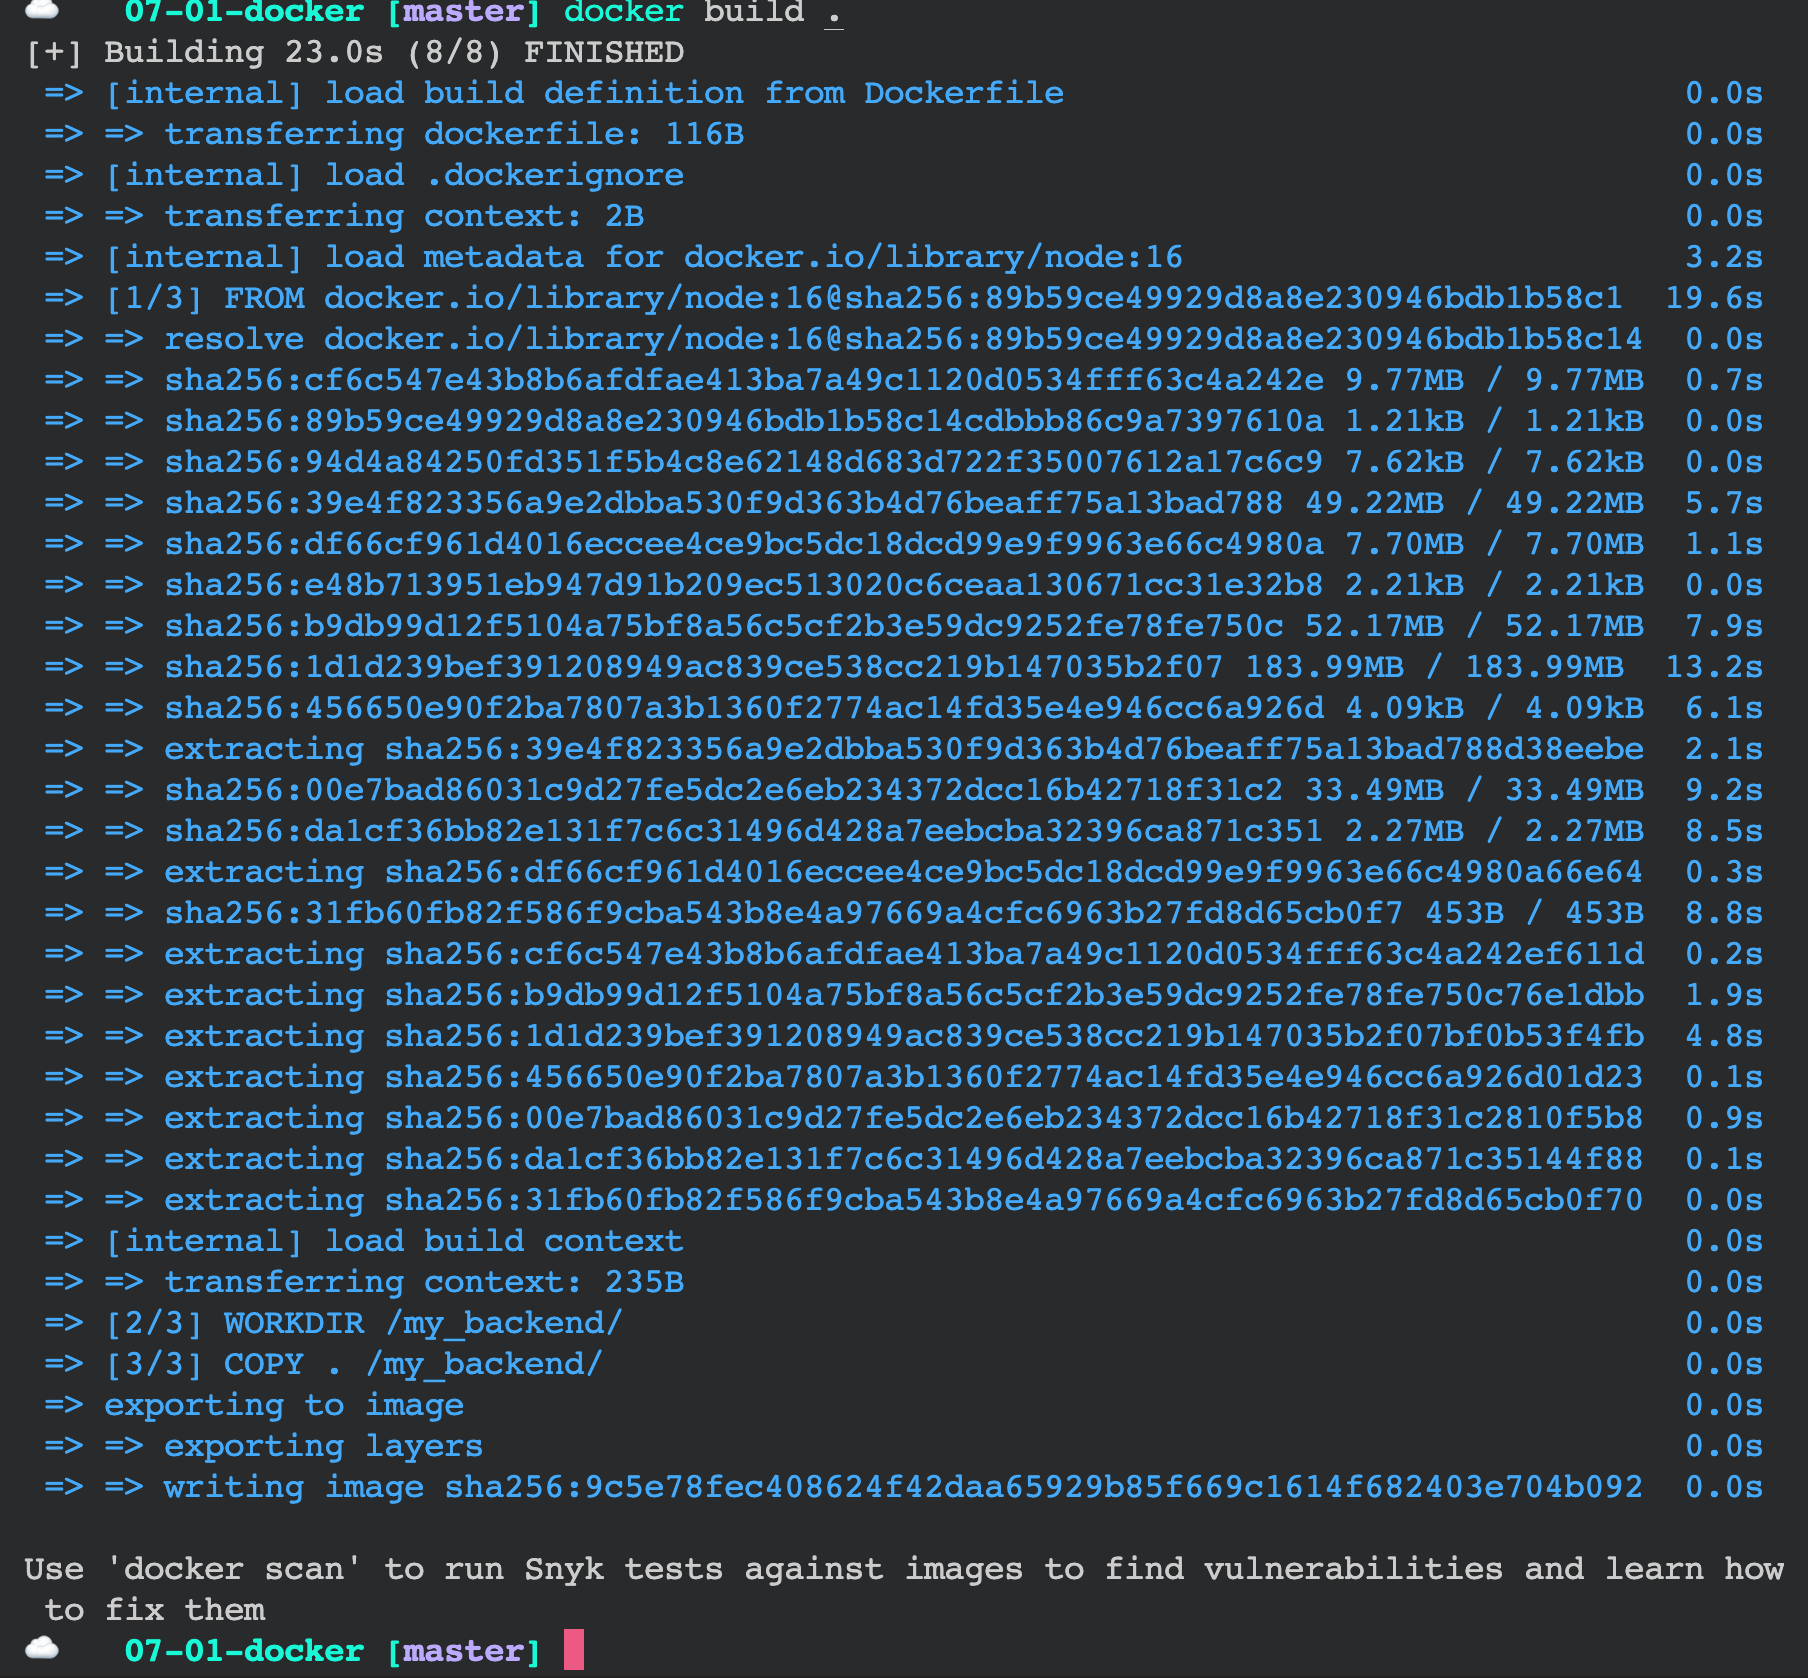 07-01-docker [master] docker build .
[+] Building 23.0s (8/8) FINISHED
=> [internal] load build definition from Dockerfile 0.0s
=> => transferring dockerfile: 116B 0.0s
=> [internal] load .dockerignore 0.0s
=> => transferring context: 2B 0.0s
=> [internal] load metadata for docker.io/library/node:16 3.2s
=> [1/3] FROM docker.io/library/node:16@sha256:89b59ce49929d8a8e230946bdb1b58c1 19.6s
=> => resolve docker.io/library/node:16@sha256:89b59ce49929d8a8e230946bdb1b58c14 0.0s
=> => sha256:cf6c547e43b8b6afdfae413ba7a49c1120d0534fff63c4a242e 9.77MB / 9.77MB 0.7s
=> => sha256:89b59ce49929d8a8e230946bdb1b58c14cdbbb86c9a7397610a 1.21kB / 1.21kB 0.0s
=> => sha256:94d4a84250fd351f5b4c8e62148d683d722f35007612a17c6c9 7.62kB / 7.62kB 0.0s
=> => sha256:39e4f823356a9e2dbba530f9d363b4d76beaff75a13bad788 49.22MB / 49.22MB 5.7s
=> => sha256:df66cf961d4016eccee4ce9bc5dc18dcd99e9f9963e66c4980a 7.70MB / 7.70MB 1.1s
=> => sha256:e48b713951eb947d91b209ec513020c6ceaa130671cc31e32b8 2.21kB / 2.21kB 0.0s
=> => sha256:b9db99d12f5104a75bf8a56c5cf2b3e59dc9252fe78fe750c 52.17MB / 52.17MB 7.9s
=> => sha256:1d1d239bef391208949ac839ce538cc219b147035b2f07 183.99MB / 183.99MB 13.2s
=> => sha256:456650e90f2ba7807a3b1360f2774ac14fd35e4e946cc6a926d 4.09kB / 4.09kB 6.1s
=> => extracting sha256:39e4f823356a9e2dbba530f9d363b4d76beaff75a13bad788d38eebe 2.1s
=> => sha256:00e7bad86031c9d27fe5dc2e6eb234372dcc16b42718f31c2 33.49MB / 33.49MB 9.2s
=> => sha256:da1cf36bb82e131f7c6c31496d428a7eebcba32396ca871c351 2.27MB / 2.27MB 8.5s
=> => extracting sha256:df66cf961d4016eccee4ce9bc5dc18dcd99e9f9963e66c4980a66e64 0.3s
=> => sha256:31fb60fb82f586f9cba543b8e4a97669a4cfc6963b27fd8d65cb0f7 453B / 453B 8.8s
=> => extracting sha256:cf6c547e43b8b6afdfae413ba7a49c1120d0534fff63c4a242ef611d 0.2s
=> => extracting sha256:b9db99d12f5104a75bf8a56c5cf2b3e59dc9252fe78fe750c76e1dbb 1.9s
=> => extracting sha256:1d1d239bef391208949ac839ce538cc219b147035b2f07bf0b53f4fb 4.8s
=> => extracting sha256:456650e90f2ba7807a3b1360f2774ac14fd35e4e946cc6a926d01d23 0.1s
=> => extracting sha256:00e7bad86031c9d27fe5dc2e6eb234372dcc16b42718f31c2810f5b8 0.9s
=> => extracting sha256:da1cf36bb82e131f7c6c31496d428a7eebcba32396ca871c35144f88 0.1s
=> => extracting sha256:31fb60fb82f586f9cba543b8e4a97669a4cfc6963b27fd8d65cb0f70 0.0s
=> [internal] load build context 0.0s
=> => transferring context: 235B 0.0s
=> [2/3] WORKDIR /my_backend/ 0.0s
=> [3/3] COPY . /my_backend/ 0.0s
=> exporting to image 0.0s
=> => exporting layers 0.0s
=> => writing image sha256:9c5e78fec408624f42daa65929b85f669c1614f682403e704b092 0.0s
Use 'docker scan' to run Snyk tests against images to find vulnerabilities and learn how
to fix them
07-01-docker [master]